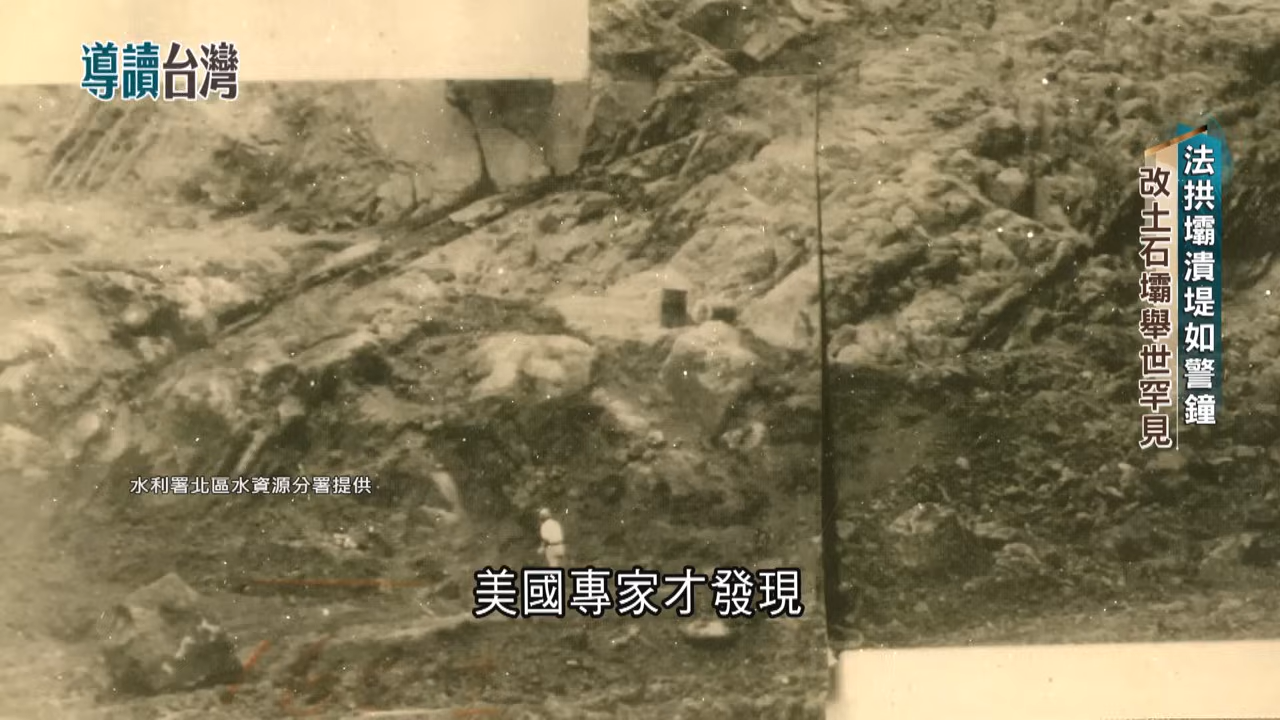 導讀台灣
法拱壩潰堤如警鐘
改土石壩舉世罕見
水利署北區水資源分署提供
美國專家才發現